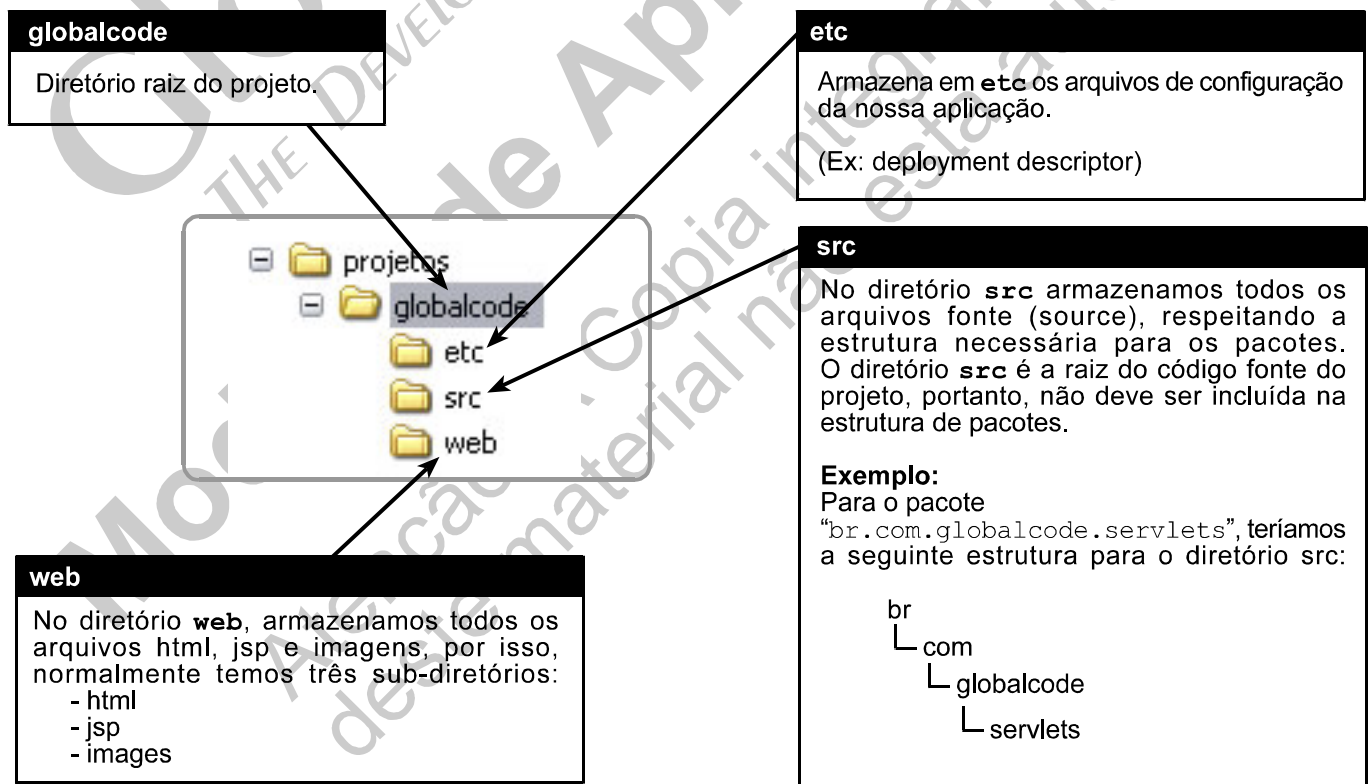 globalcode
Diretório raiz do projeto.
etc
Armazena em etc os arquivos de configuração
da nossa aplicação.
(Ex: deployment descriptor)
projetos
globalcode
etc
src
web
src
No diretório src armazenamos todos os
arquivos fonte (source), respeitando a
estrutura necessária para os pacotes.
O diretório src é a raiz do código fonte do
projeto, portanto, não deve ser incluída na
estrutura de pacotes.
Exemplo:
Para o pacote
“br.com.globalcode.servlets”, teríamos
a seguinte estrutura para o diretório src:
br
com
globalcode
servlets
web
No diretório web, armazenamos todos os
arquivos html, jsp e imagens, por isso,
normalmente temos três sub-diretórios:
- html
- jsp
- images